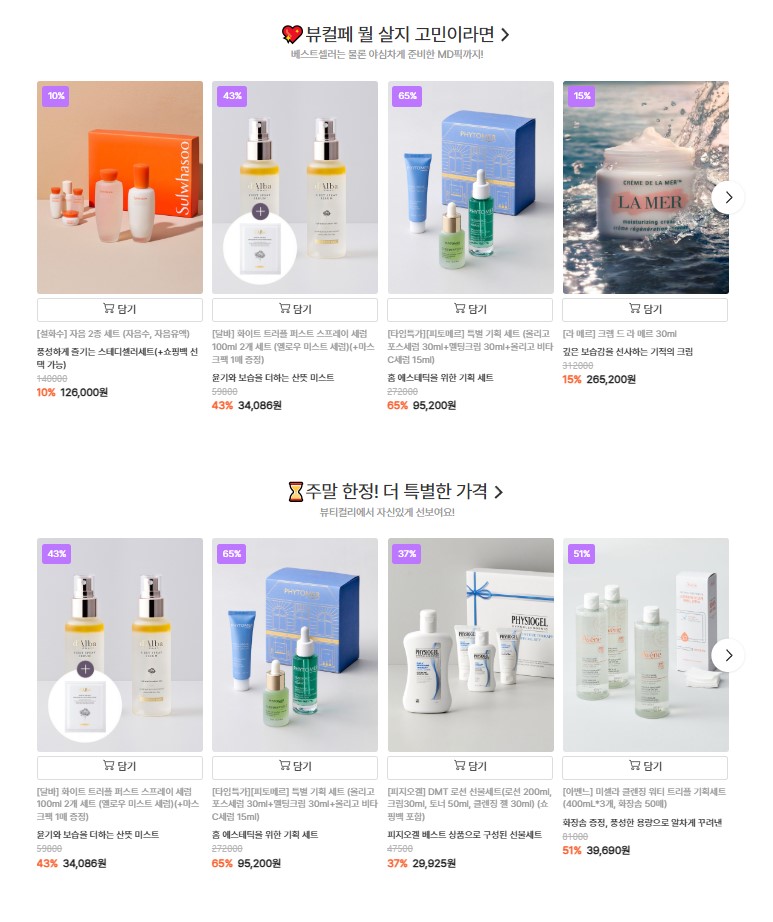 뷰컬페 뭘 살지 고민이라면 >
베스트셀러는 물론 야심차게 준비한 MD픽까지!
10%
43%
65%
15%
Sulwhasoo
d'Alba
PHYTOMER
CRÈME DE LA MER™
LA MER
moisturizing cream
담기
담기
담기
담기
[설화수] 자음 2종 세트 (자음수, 자음유액)
풍성하게 즐기는 스테디셀러세트(+쇼핑백 선
택 가능)
140000
10% 126,000원
[달바] 화이트 트러플 퍼스트 스프레이 세럼
100ml 2개 세트 (옐로우 미스트 세럼)(+마스
크팩 1매 증정)
윤기와 보습을 더하는 산뜻 미스트
59800
43% 34,086원
[타임특가][피토메르] 특별 기획 세트 (올리고
포스세럼 30ml+멜팅크림 30ml+올리고 비타
C세럼 15ml)
홈 에스테틱을 위한 기획 세트
272000
65% 95,200원
[라 메르] 크렘 드 라 메르 30ml
깊은 보습감을 선사하는 기적의 크림
312000
15% 265,200원
주말 한정! 더 특별한 가격 >
뷰티컬리에서 자신있게 선보여요!
43%
65%
37%
51%
d'Alba
PHYTOMER
PHYSIOGEL
PHYSIOGEL
Avène
담기
담기
담기
담기
[달바] 화이트 트러플 퍼스트 스프레이 세럼
100ml 2개 세트 (옐로우 미스트 세럼)(+마스
크팩 1매 증정)
윤기와 보습을 더하는 산뜻 미스트
59800
43% 34,086원
[타임특가][피토메르] 특별 기획 세트 (올리고
포스세럼 30ml+멜팅크림 30ml+올리고 비타
C세럼 15ml)
홈 에스테틱을 위한 기획 세트
272000
65% 95,200원
[피지오겔] DMT 로션 선물세트(로션 200ml,
크림30ml, 토너 50ml, 클렌징 젤 30ml) (쇼
핑백 포함)
피지오겔 베스트 상품으로 구성된 선물세트
47500
37% 29,925원
[아벤느] 미셀라 클렌징 워터 트리플 기획세트
(400mL*3개, 화장솜 50매)
화장솜 증정, 풍성한 용량으로 알차게 꾸려낸
81000
51% 39,690원